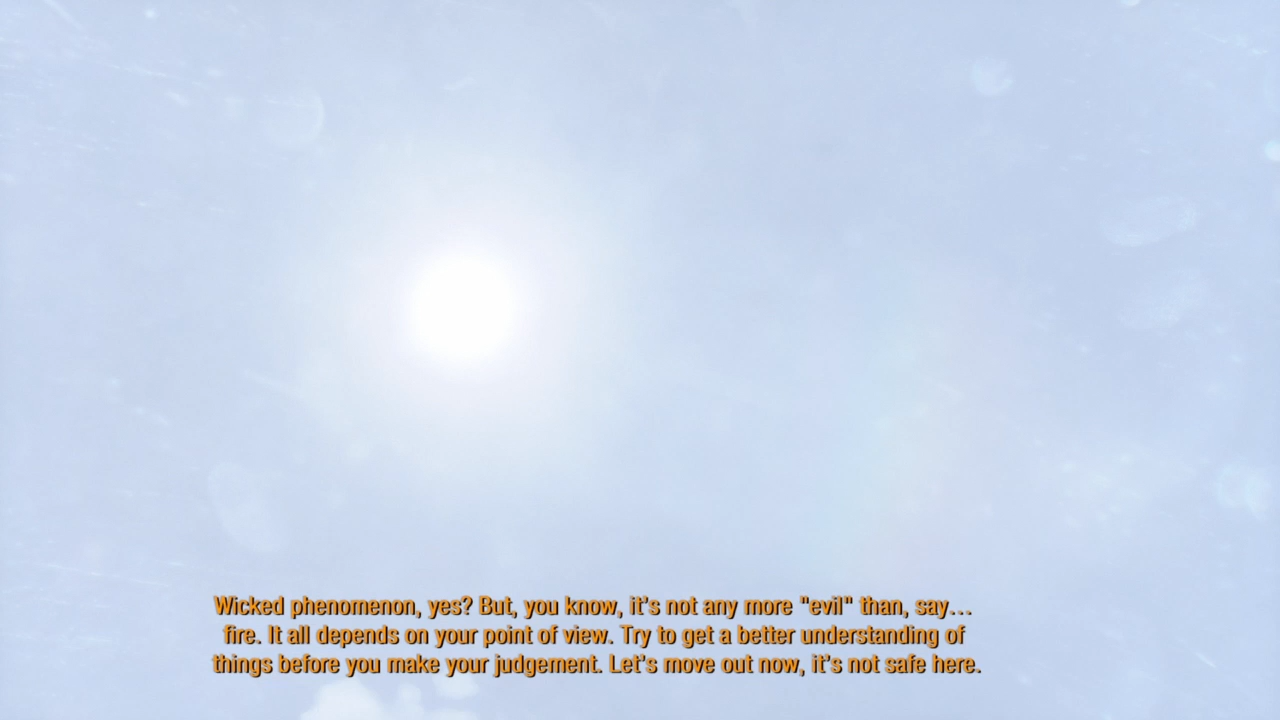 Wicked phenomenon, yes? But, you know, it's not any more "evil" than, say...
fire. It all depends on your point of view. Try to get a better understanding of
things before you make your judgement. Let's move out now, it's not safe here.